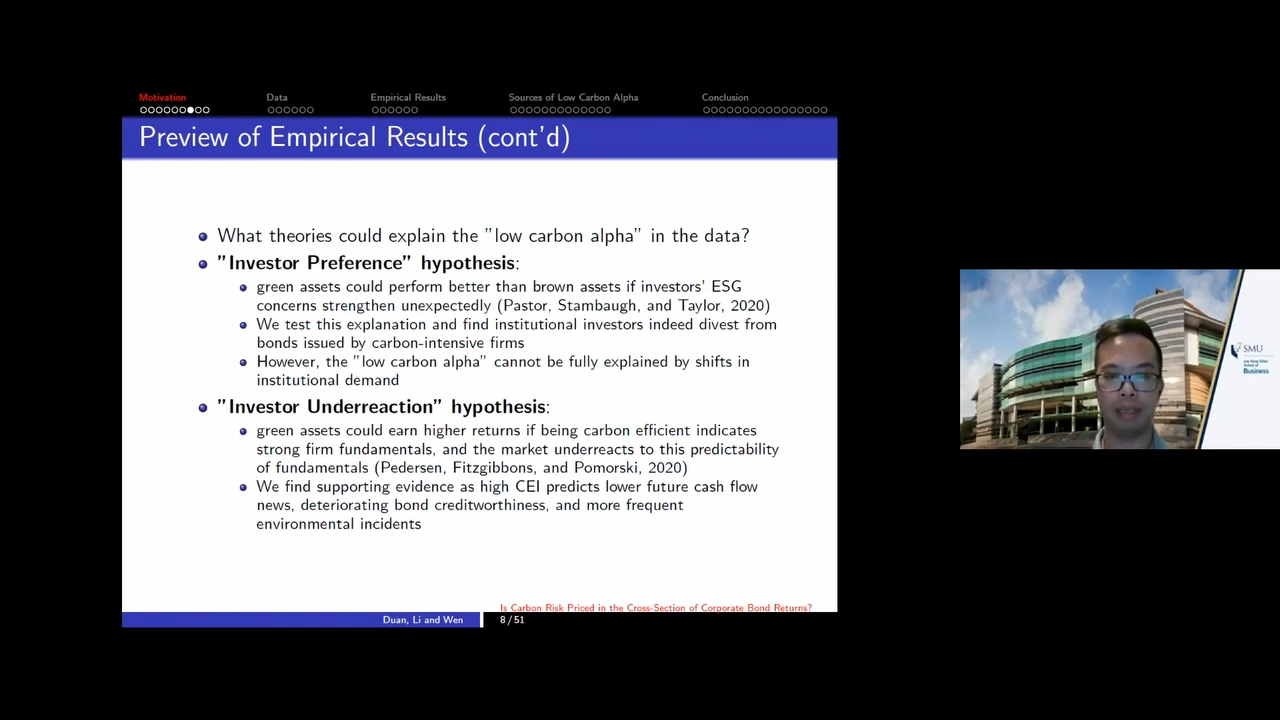 Motivation
Data
Empirical Results
Sources of Low Carbon Alpha
Conclusion
Preview of Empirical Results (cont'd)
What theories could explain the "low carbon alpha" in the data?
"Investor Preference" hypothesis:
green assets could perform better than brown assets if investors' ESG
concerns strengthen unexpectedly (Pastor, Stambaugh, and Taylor, 2020)
We test this explanation and find institutional investors indeed divest from
bonds issued by carbon-intensive firms
However, the "low carbon alpha" cannot be fully explained by shifts in
institutional demand
"Investor Underreaction" hypothesis:
green assets could earn higher returns if being carbon efficient indicates
strong firm fundamentals, and the market underreacts to this predictability
of fundamentals (Pedersen, Fitzgibbons, and Pomorski, 2020)
We find supporting evidence as high CEI predicts lower future cash flow
news, deteriorating bond creditworthiness, and more frequent
environmental incidents
Is Carbon Risk Priced in the Cross-Section of Corporate Bond Returns?
Duan, Li and Wen
8/51
SMU
Lee Kong Chian
School of
Business